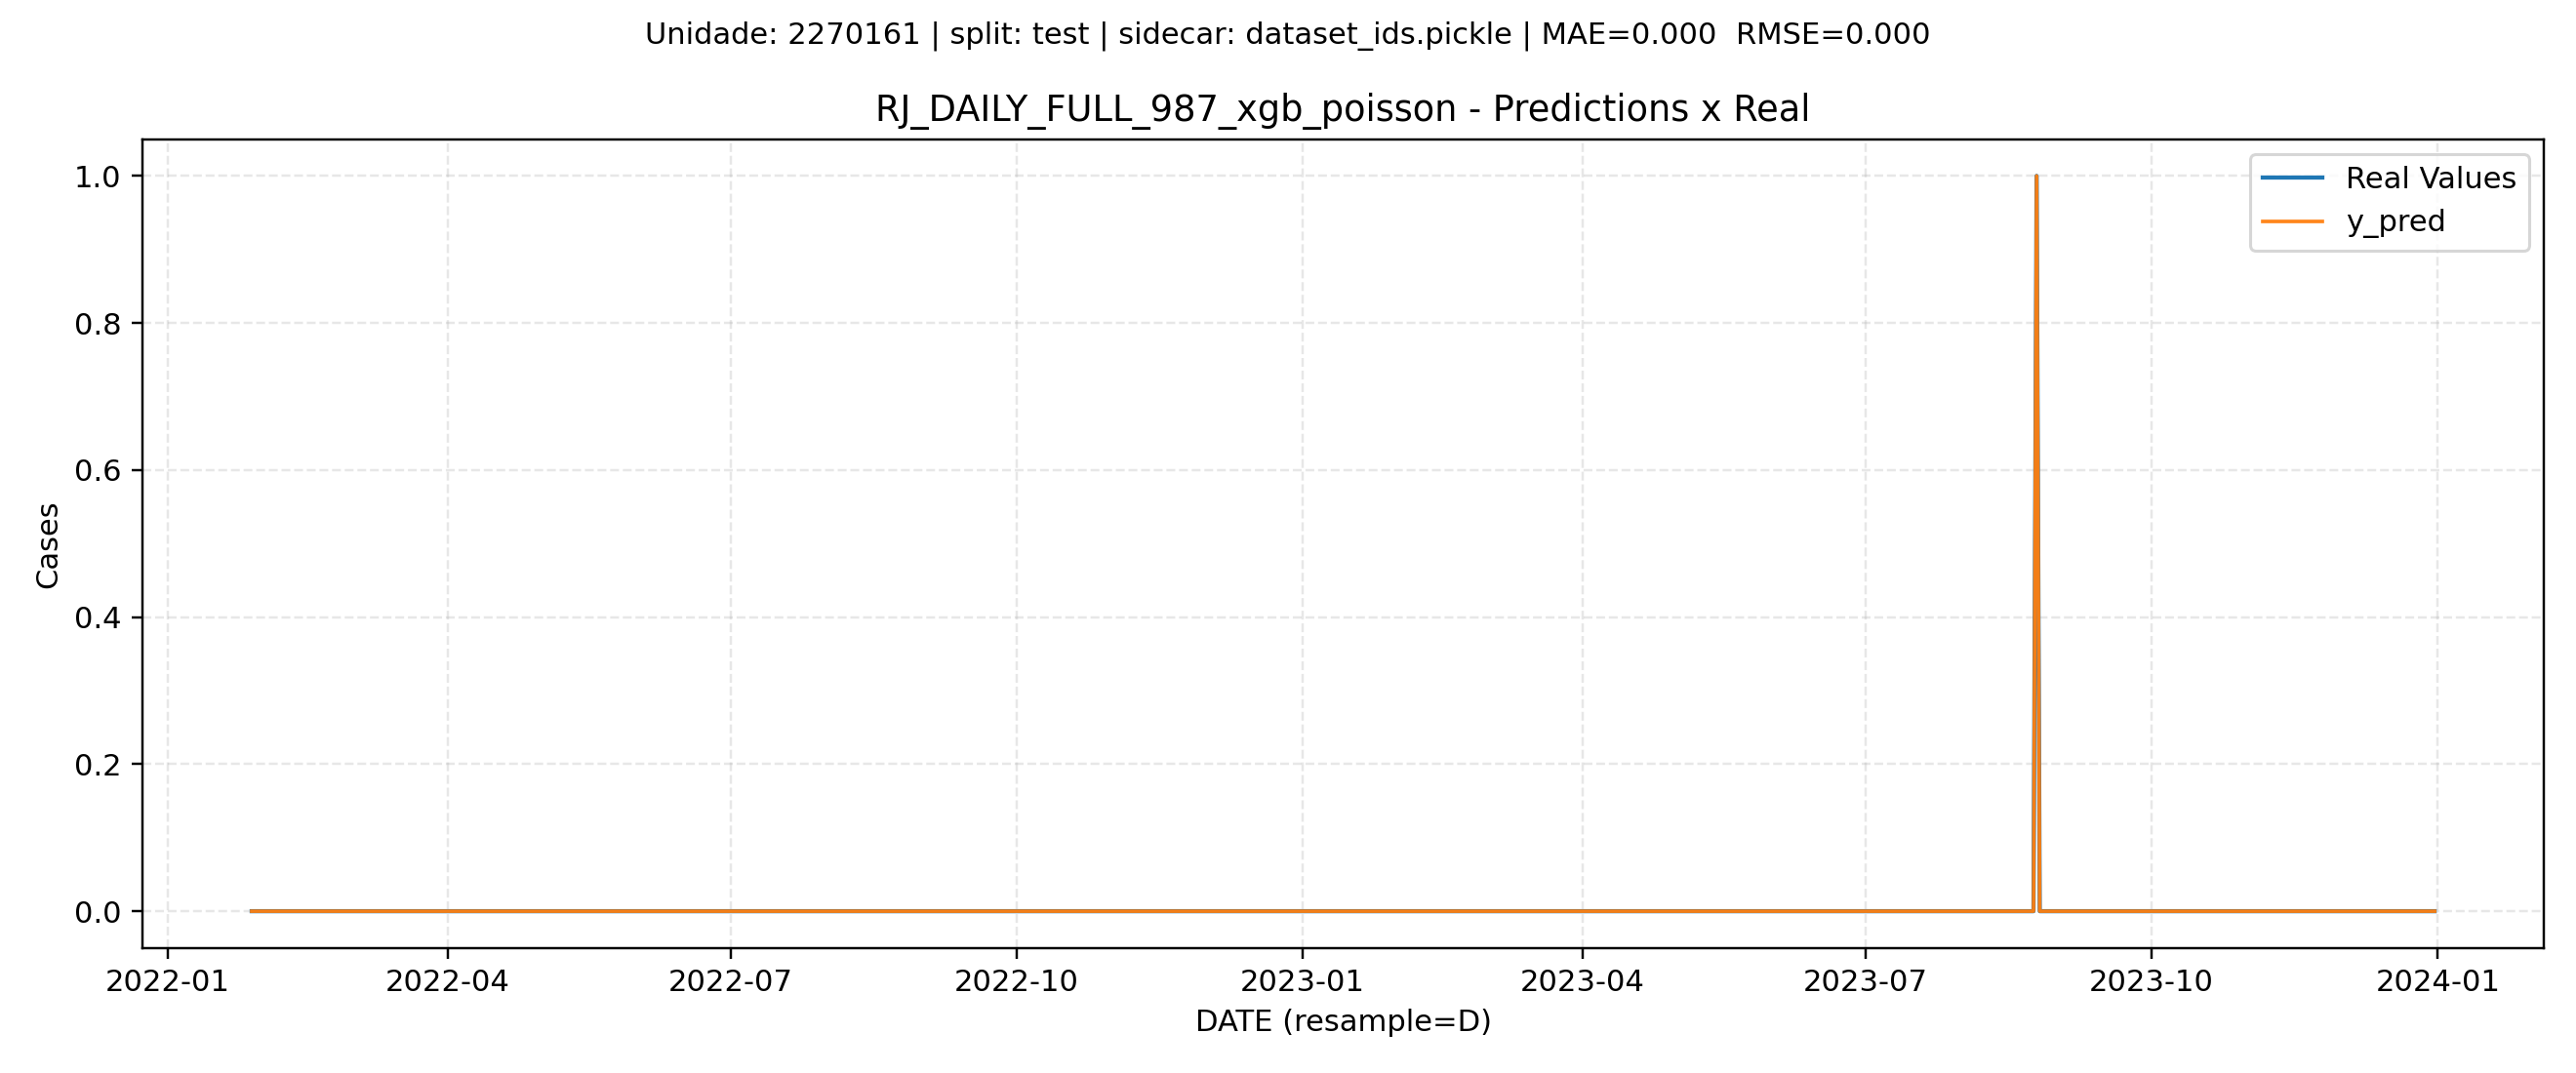 Unidade: 2270161 | split: test | sidecar: dataset_ids.pickle | MAE=0.000  RMSE=0.000
RJ_DAILY_FULL_987_xgb_poisson - Predictions x Real
Real Values
y_pred
Cases
1.0
0.8
0.6
0.4
0.2
0.0
2022-01 2022-04 2022-07 2022-10 2023-01 2023-04 2023-07 2023-10 2024-01
DATE (resample=D)